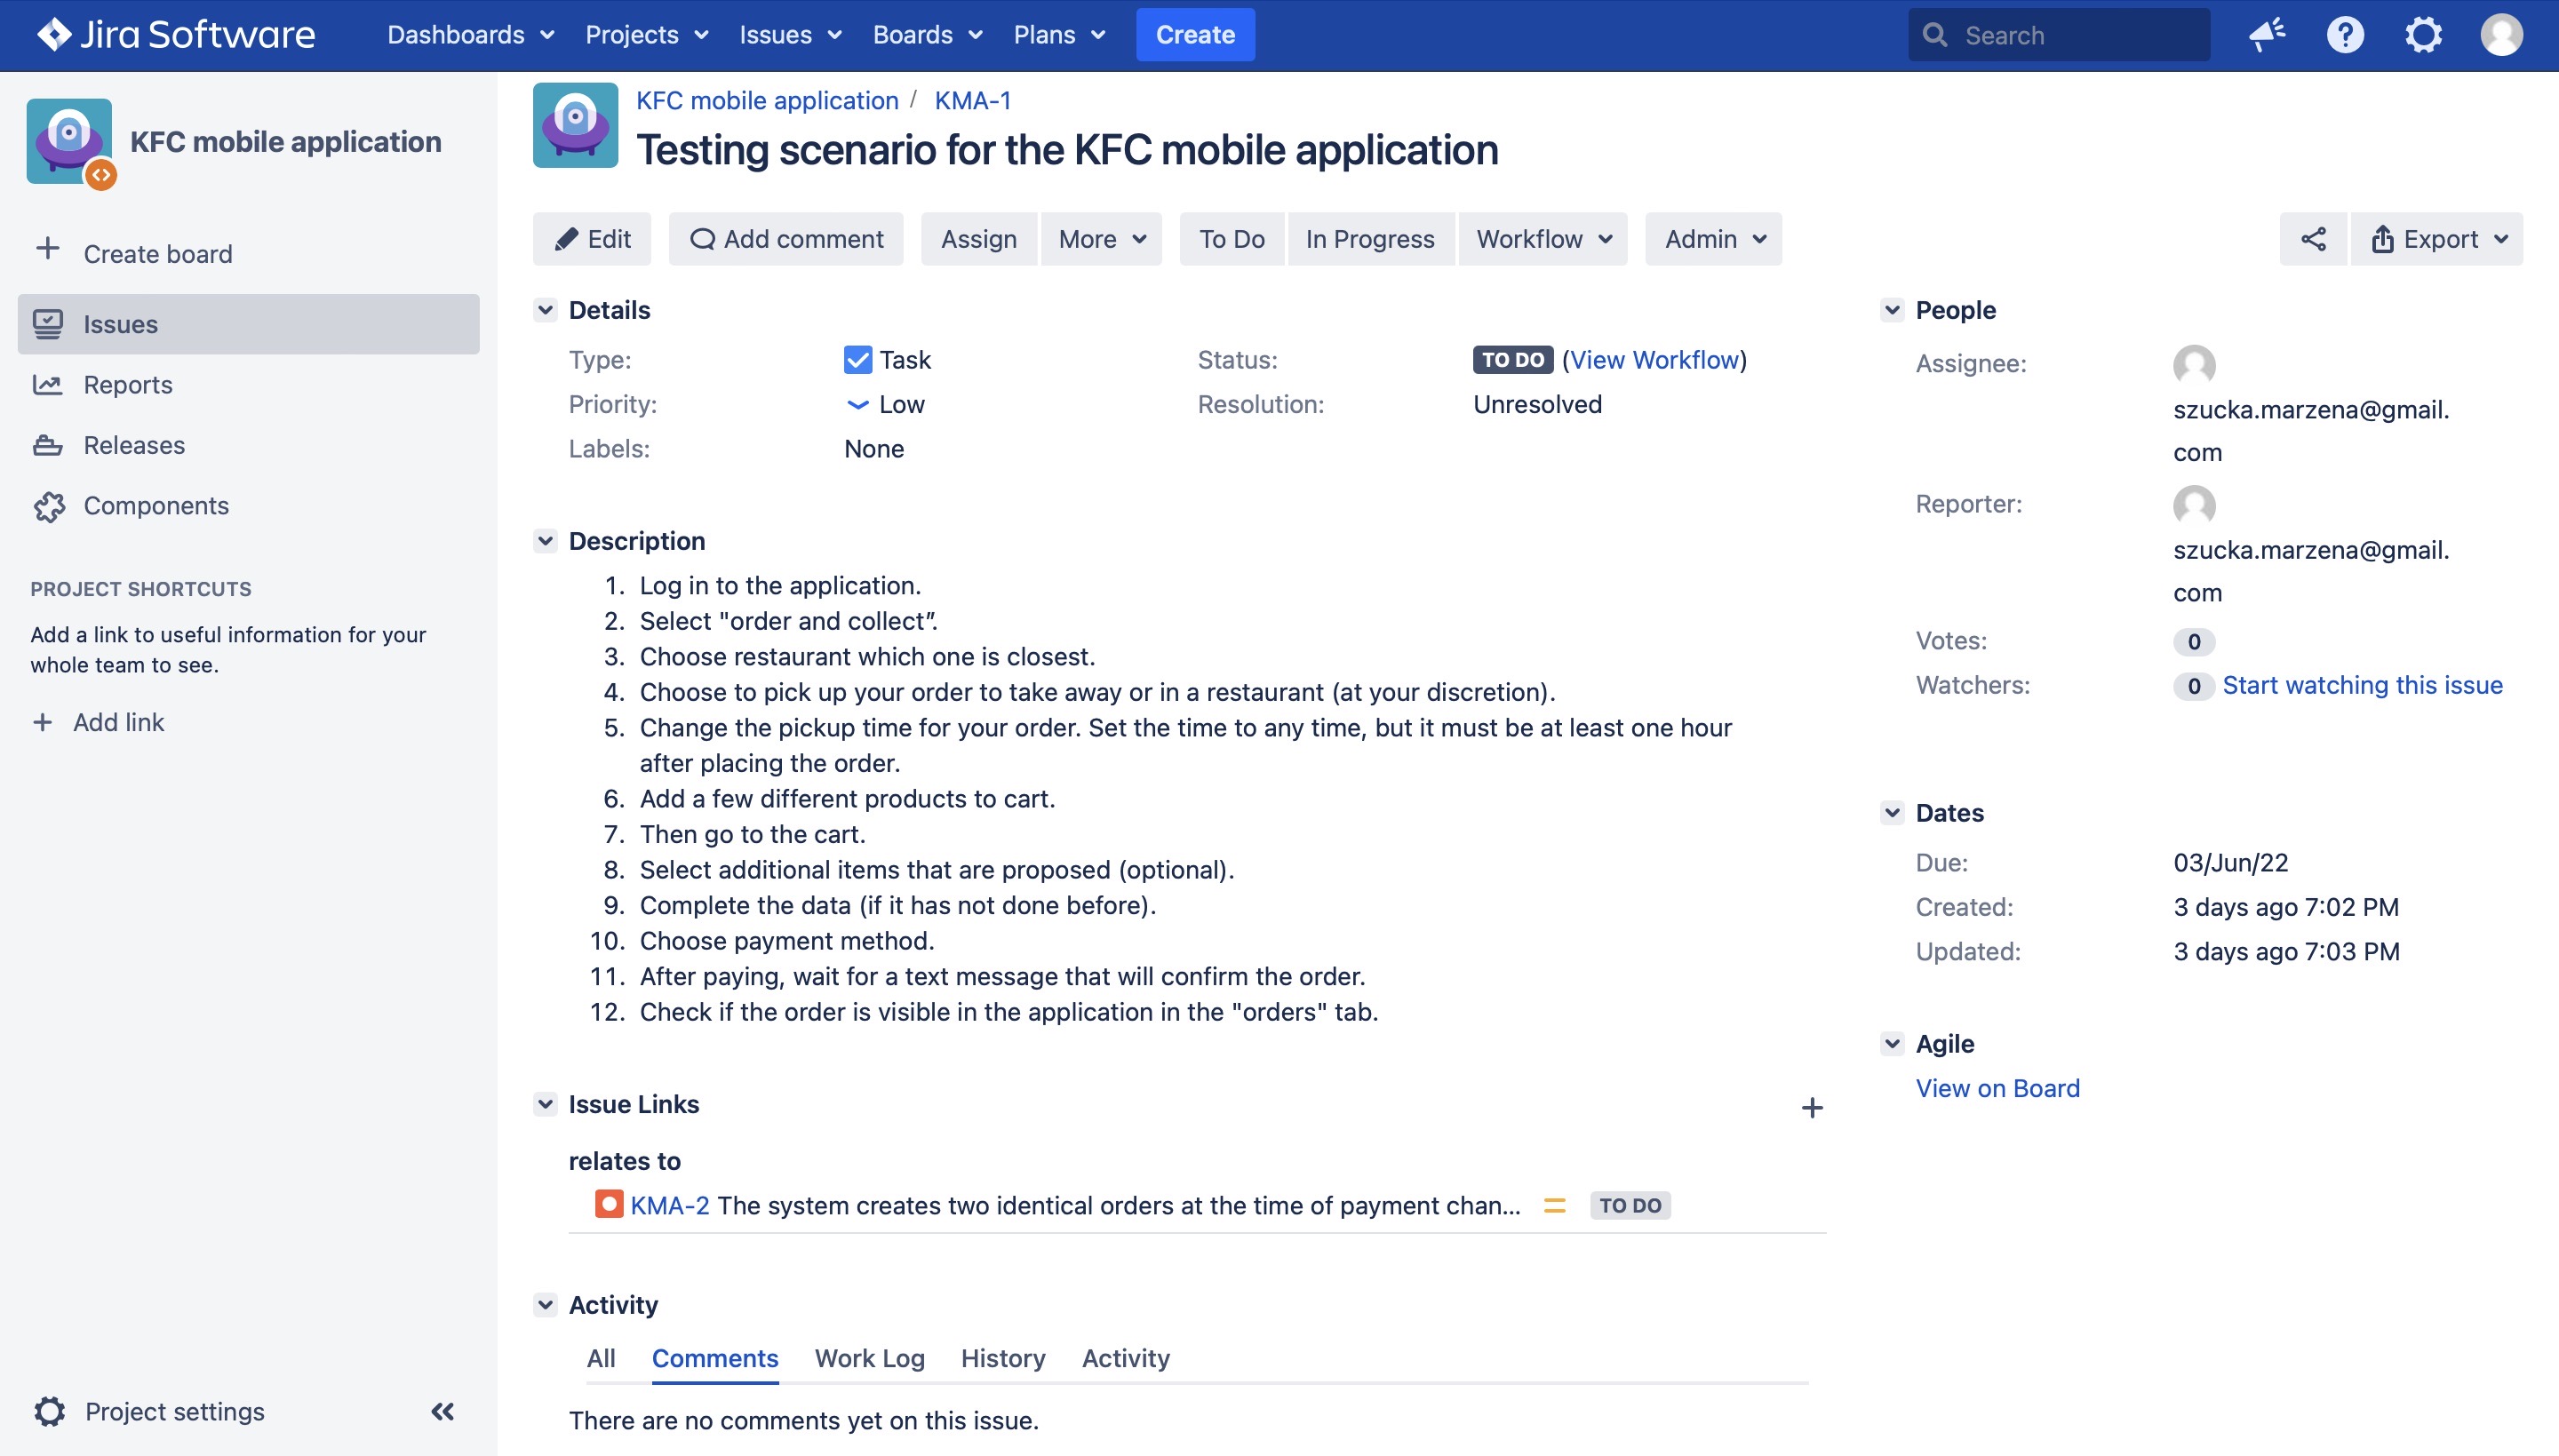 Jira Software
Dashboards
Projects
Issues
Boards
Plans
Create
Search
KFC mobile application
Create board
Issues
Reports
Releases
Components
PROJECT SHORTCUTS
Add a link to useful information for your
whole team to see.
Add link
Project settings
KFC mobile application / KMA-1
Testing scenario for the KFC mobile application
Edit
Add comment
Assign
More
To Do
In Progress
Workflow
Admin
Export
Details
Type: Task
Status: TO DO (View Workflow)
Priority: Low
Resolution: Unresolved
Labels: None
Description
1. Log in to the application.
2. Select "order and collect”.
3. Choose restaurant which one is closest.
4. Choose to pick up your order to take away or in a restaurant (at your discretion).
5. Change the pickup time for your order. Set the time to any time, but it must be at least one hour
after placing the order.
6. Add a few different products to cart.
7. Then go to the cart.
8. Select additional items that are proposed (optional).
9. Complete the data (if it has not done before).
10. Choose payment method.
11. After paying, wait for a text message that will confirm the order.
12. Check if the order is visible in the application in the "orders" tab.
Issue Links
relates to
KMA-2 The system creates two identical orders at the time of payment chan... TO DO
Activity
All
Comments
Work Log
History
Activity
There are no comments yet on this issue.
People
Assignee:
szucka.marzena@gmail.
com
Reporter:
szucka.marzena@gmail.
com
Votes: 0
Watchers: 0 Start watching this issue
Dates
Due: 03/Jun/22
Created: 3 days ago 7:02 PM
Updated: 3 days ago 7:03 PM
Agile
View on Board